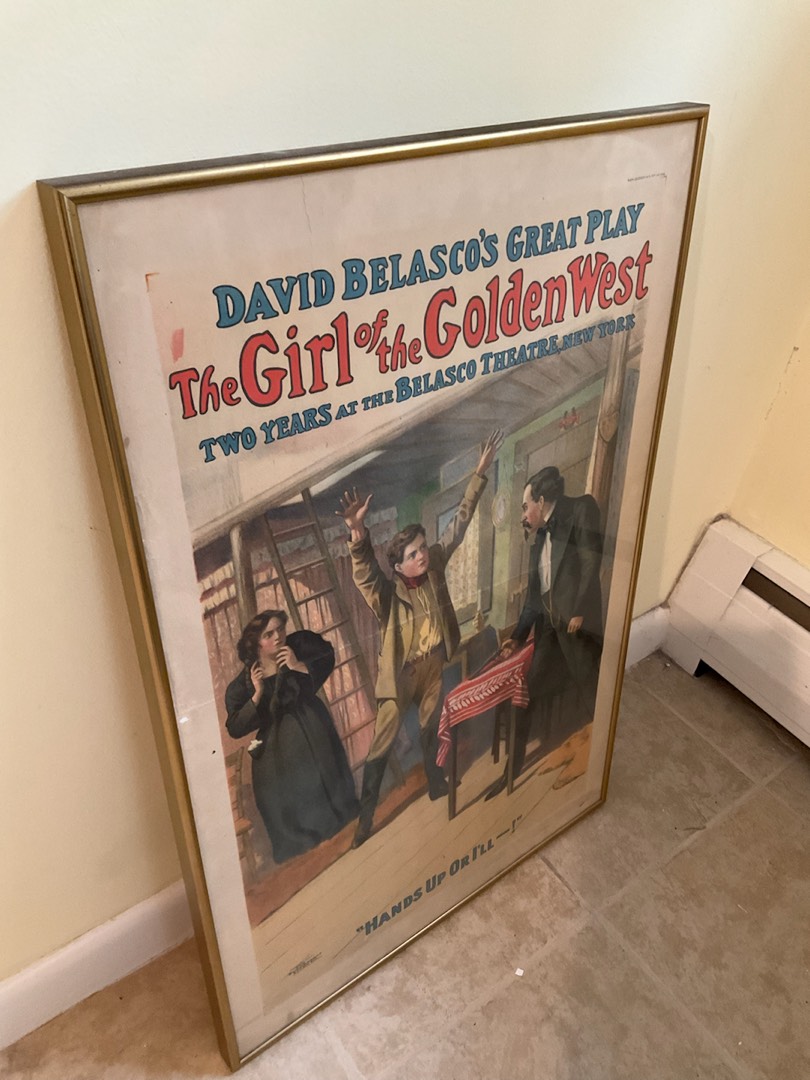 DAVID BELASCO'S GREAT PLAY
The Girl of the Golden West
TWO YEARS AT THE BELASCO THEATRE, NEW YORK
"HANDS UP OR I'LL —!"